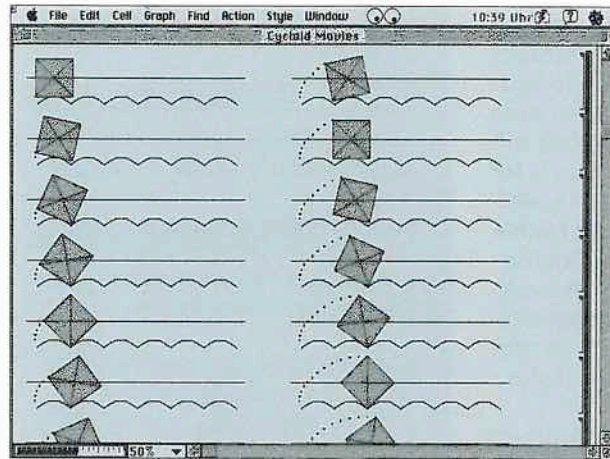 File Edit Cell Graph Find Action Style Window 10:39 Uhr
Cycloid Movies
50%